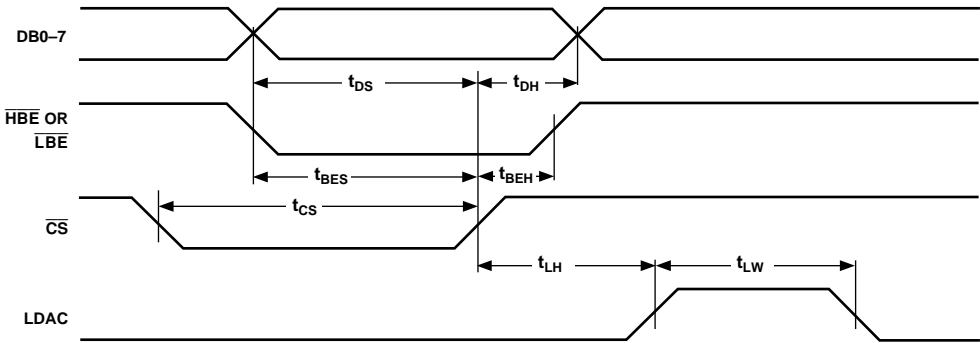 DB0–7
tDS
tDH
HBE OR
LBE
tBES
tBEH
tCS
CS
tLH
tLW
LDAC